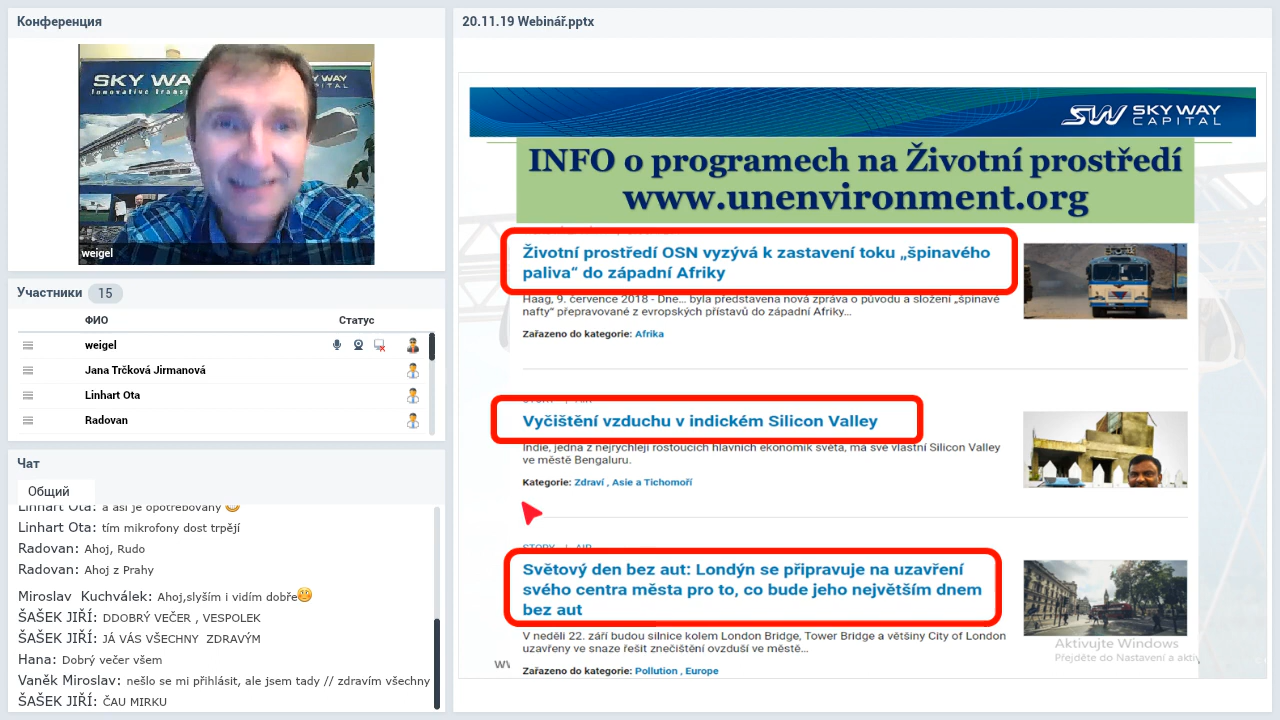 Конференция
SKY WA
Innovative Transp
WAY
CAPITAL
weigel
Участники 15
ФИО Статус
weigel
Jana Trčková Jirmanová
Linhart Ota
Radovan
Чат
Общий
Linhart Ota: a asi je opotřebovaný
Linhart Ota: tím mikrofony dost trpějí
Radovan: Ahoj, Rudo
Radovan: Ahoj z Prahy
Miroslav Kuchválek: Ahoj,slyším i vidím dobře
ŠAŠEK JIŘÍ: DDOBRÝ VEČER , VESPOLEK
ŠAŠEK JIŘÍ: JÁ VÁS VŠECHNY ZDRAVÝM
Hana: Dobrý večer všem
Vaněk Miroslav: nešlo se mi přihlásit, ale jsem tady // zdravím všechny
ŠAŠEK JIŘÍ: ČAU MIRKU
20.11.19 Webinář.pptx
SW SKY WAY
CAPITAL
INFO o programech na Životní prostředí
www.unenvironment.org
Životní prostředí OSN vyzývá k zastavení toku „špinavého
paliva“ do západní Afriky
Haag, 9. července 2018 - Dne... byla představena nová zpráva o původu a složení „špinavé
nafty“ přepravované z evropských přístavů do západní Afriky...
Zařazeno do kategorie: Afrika
Vyčištění vzduchu v indickém Silicon Valley
Indie, jedna z nejrychleji rostoucích hlavních ekonomik světa, má své vlastní Silicon Valley
ve městě Bengaluru.
Kategorie: Zdraví , Asie a Tichomoří
STORY | AIR
Světový den bez aut: Londýn se připravuje na uzavření
svého centra města pro to, co bude jeho největším dnem
bez aut
V neděli 22. září budou silnice kolem London Bridge, Tower Bridge a většiny City of London
uzavřeny ve snaze řešit znečištění ovzduší ve městě...
Zařazeno do kategorie: Pollution , Europe
Aktivujte Windows
Přejděte do Nastavení a aktiv